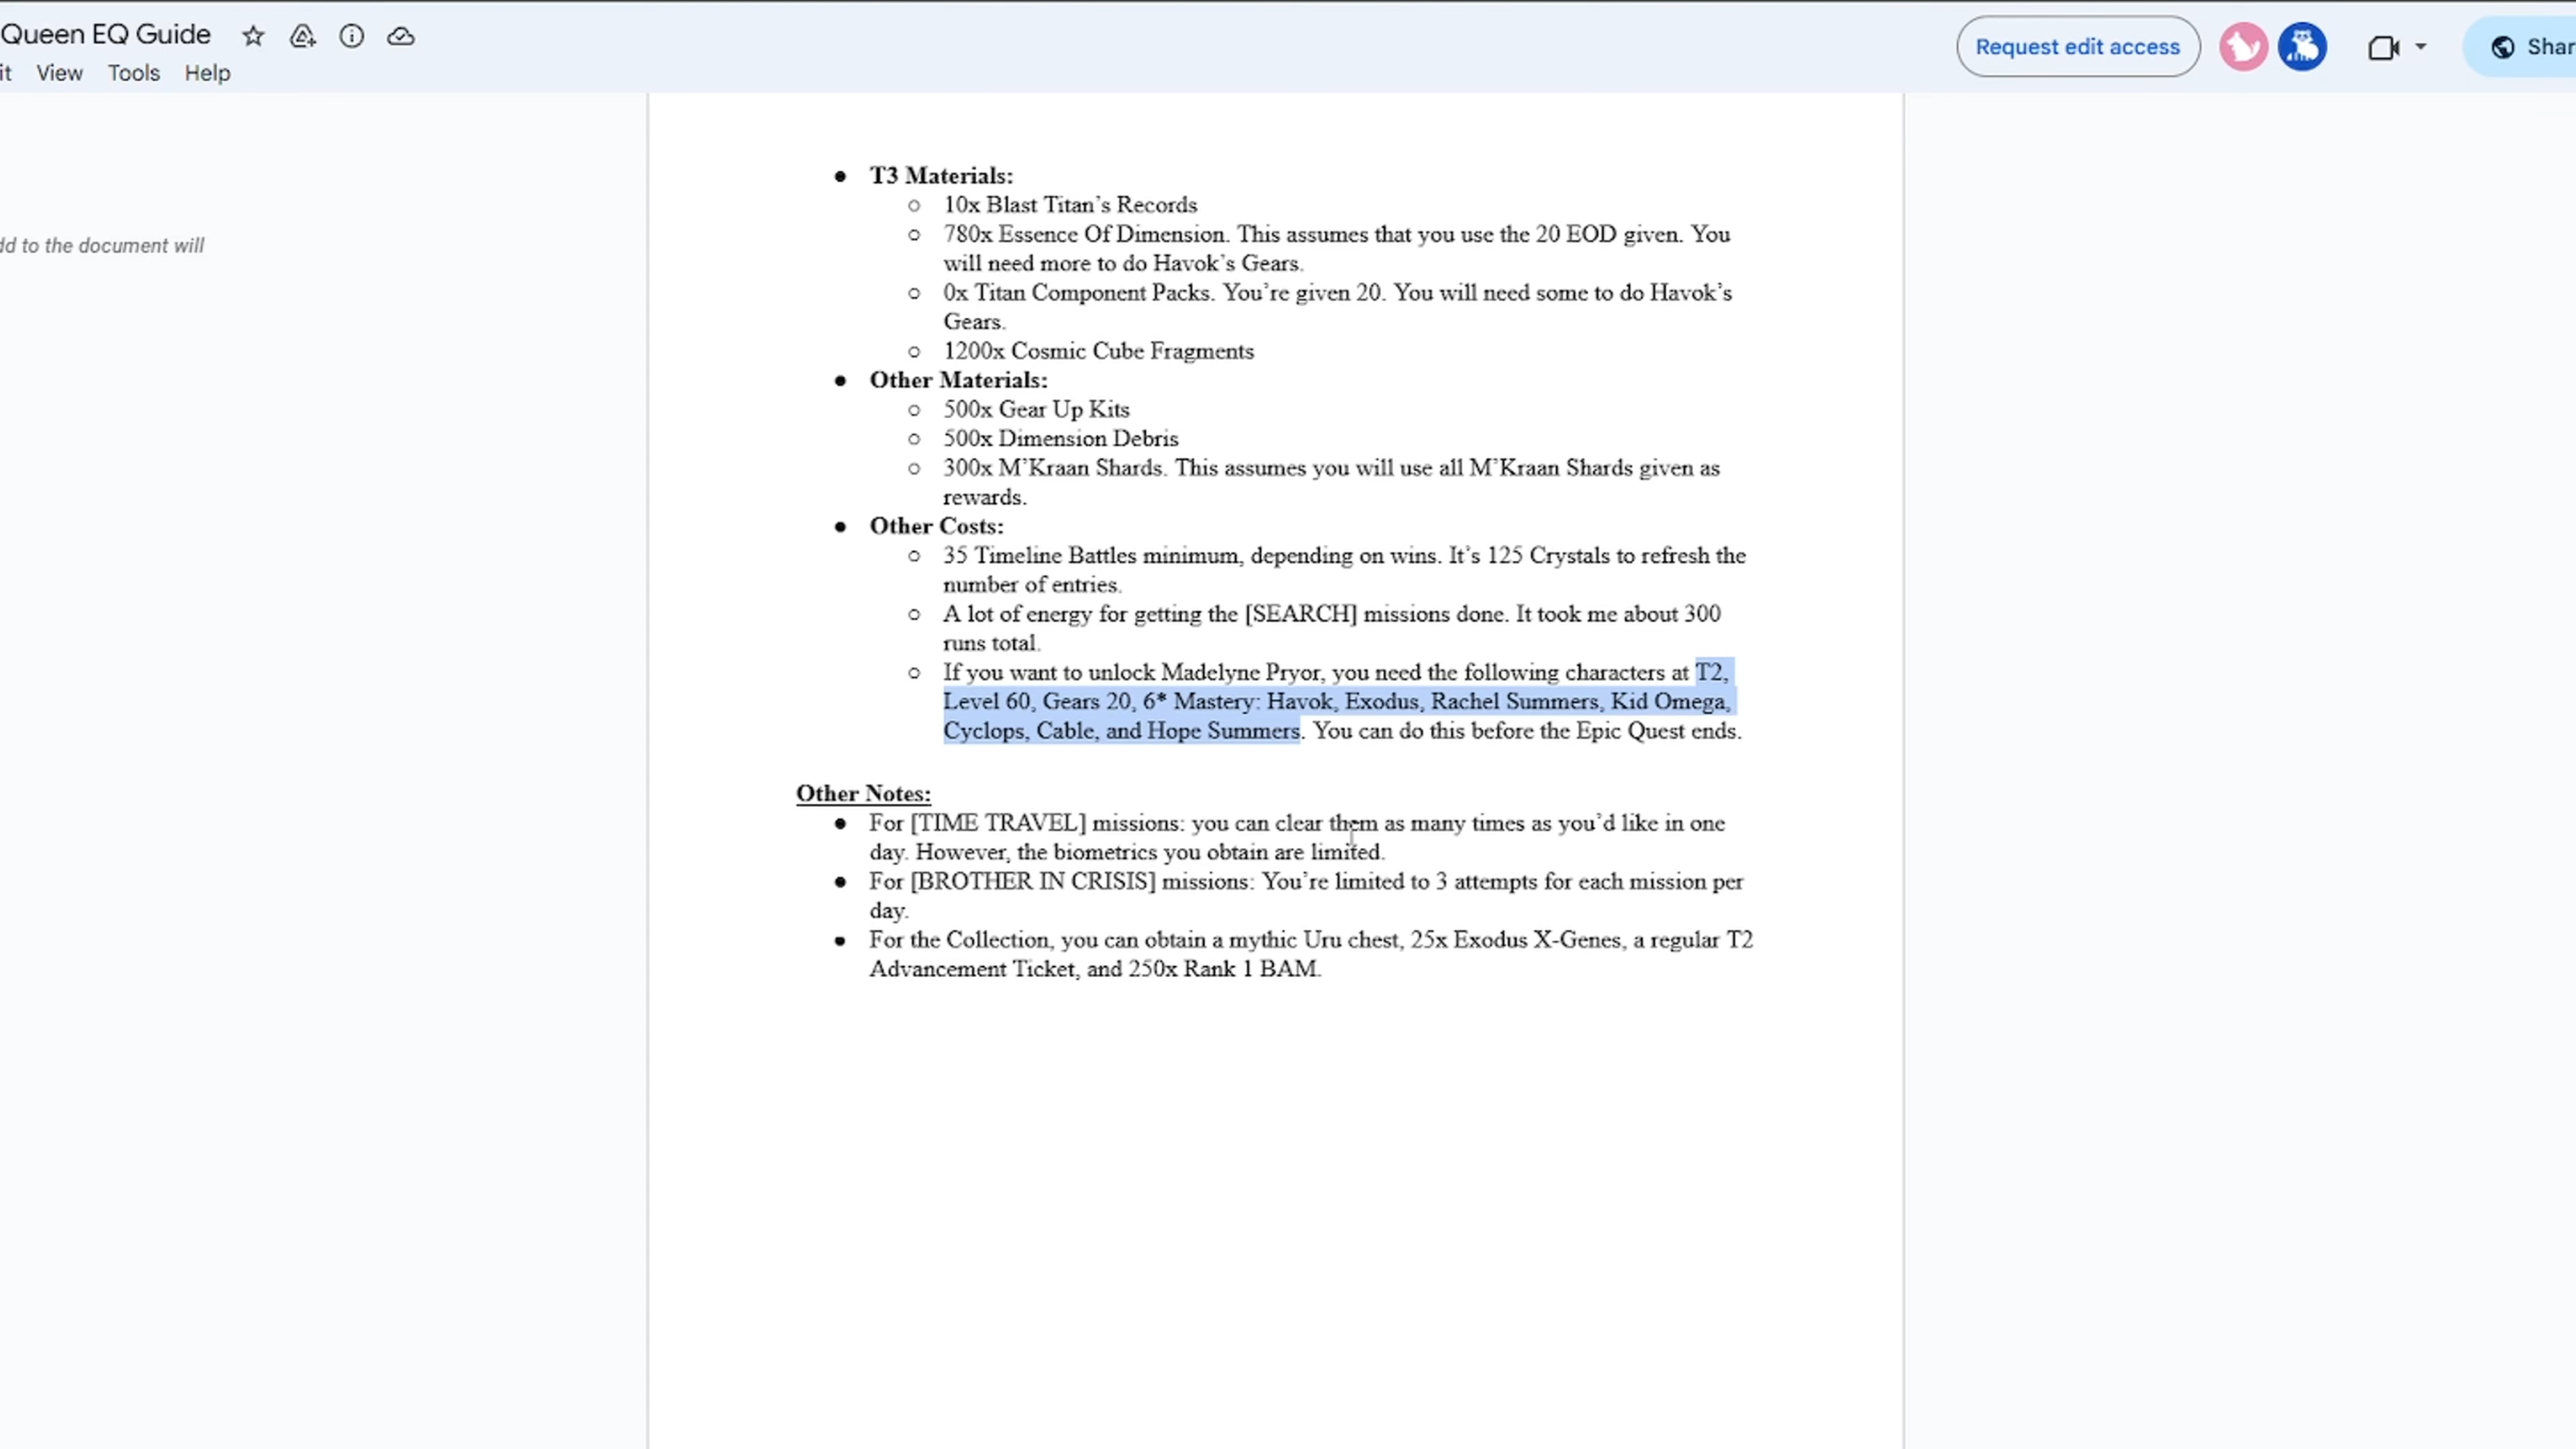 Queen EQ Guide
Request edit access
Shar
it View Tools Help
dd to the document will
● T3 Materials:
○ 10x Blast Titan’s Records
○ 780x Essence Of Dimension. This assumes that you use the 20 EOD given. You
will need more to do Havok’s Gears.
○ 0x Titan Component Packs. You’re given 20. You will need some to do Havok’s
Gears.
○ 1200x Cosmic Cube Fragments
● Other Materials:
○ 500x Gear Up Kits
○ 500x Dimension Debris
○ 300x M’Kraan Shards. This assumes you will use all M’Kraan Shards given as
rewards.
● Other Costs:
○ 35 Timeline Battles minimum, depending on wins. It’s 125 Crystals to refresh the
number of entries.
○ A lot of energy for getting the [SEARCH] missions done. It took me about 300
runs total.
○ If you want to unlock Madelyne Pryor, you need the following characters at T2,
Level 60, Gears 20, 6* Mastery: Havok, Exodus, Rachel Summers, Kid Omega,
Cyclops, Cable, and Hope Summers. You can do this before the Epic Quest ends.
Other Notes:
● For [TIME TRAVEL] missions: you can clear them as many times as you’d like in one
day. However, the biometrics you obtain are limited.
● For [BROTHER IN CRISIS] missions: You’re limited to 3 attempts for each mission per
day.
● For the Collection, you can obtain a mythic Uru chest, 25x Exodus X-Genes, a regular T2
Advancement Ticket, and 250x Rank 1 BAM.